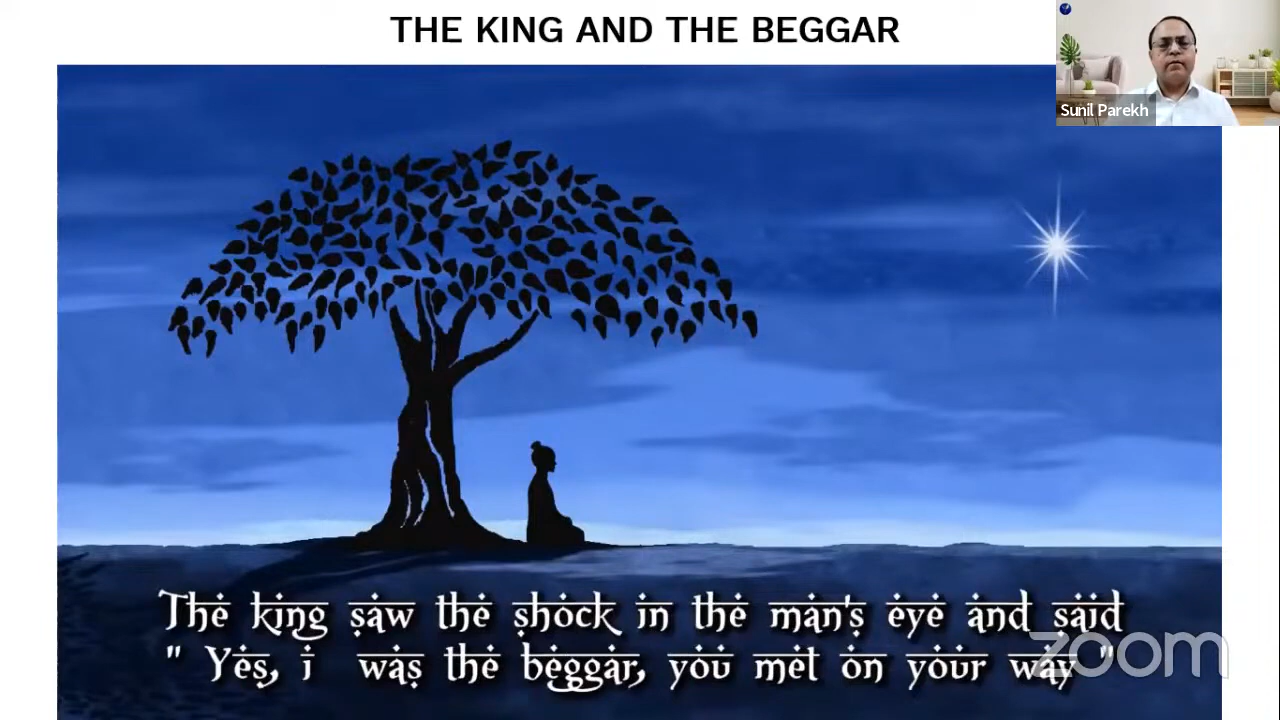 THE KING AND THE BEGGAR
Sunil Parekh
The king saw the shock in the man's eye and said
" Yes, i was the beggar, you met on your way "
zoom